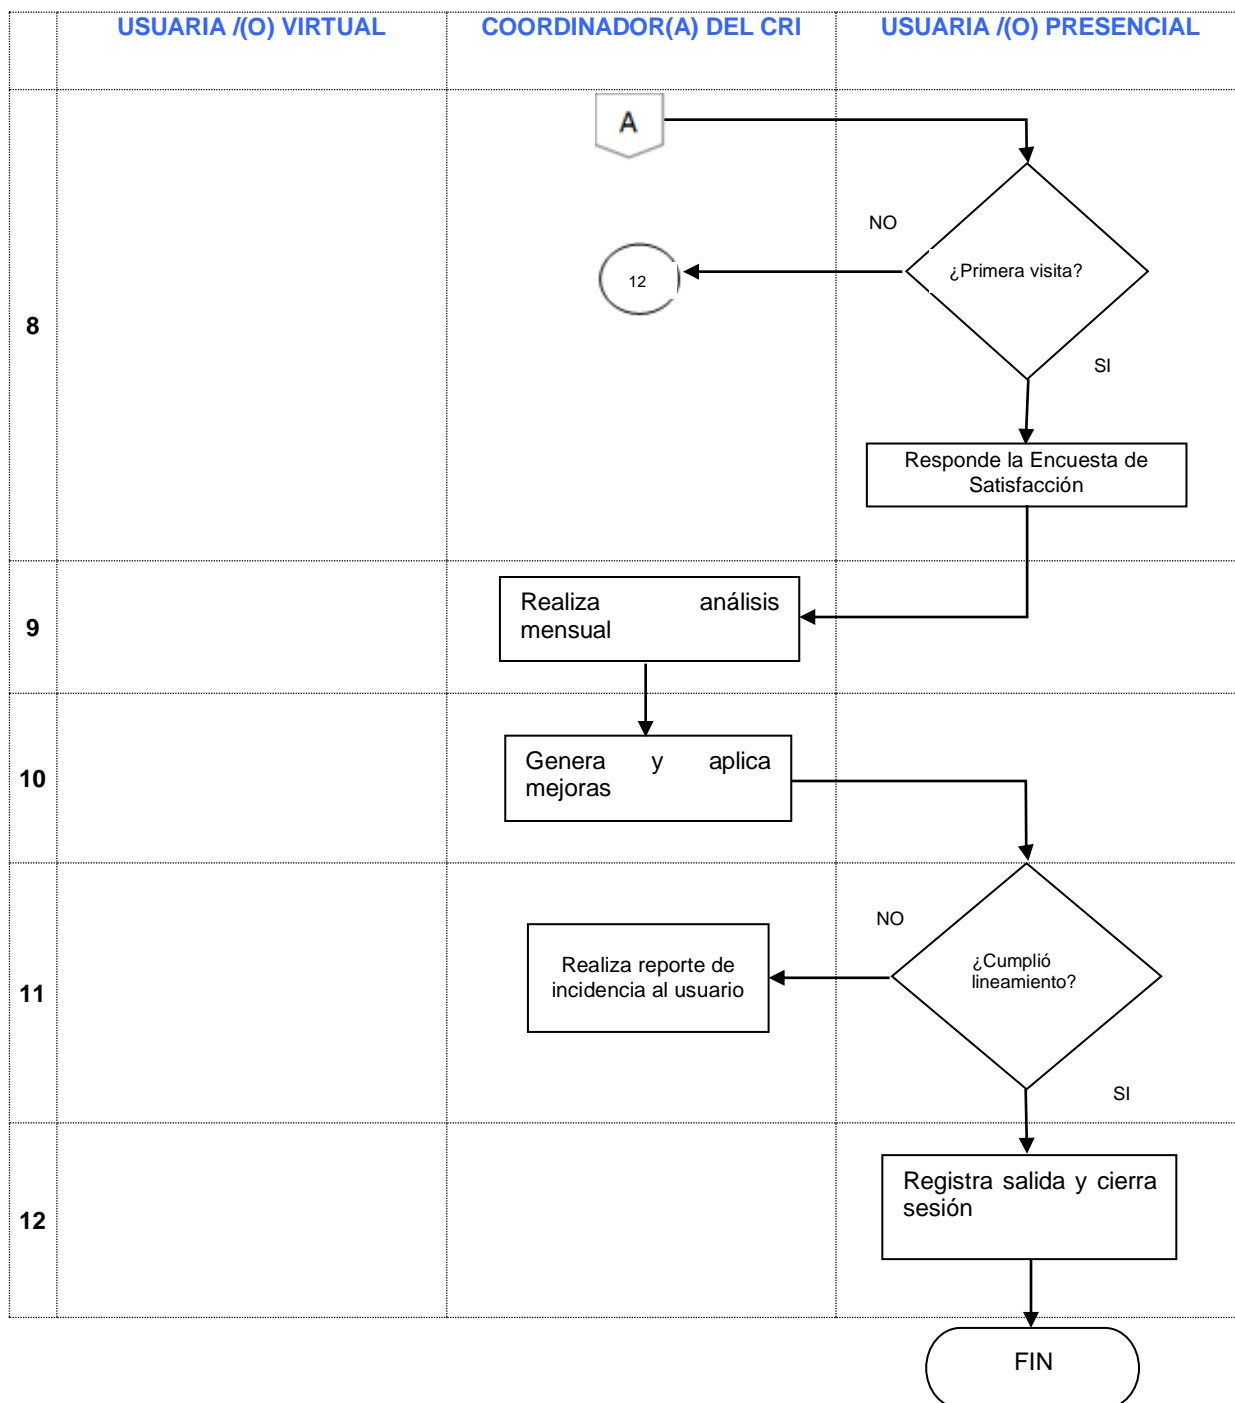 USUARIA /(O) VIRTUAL
COORDINADOR(A) DEL CRI
USUARIA /(O) PRESENCIAL
A
NO
¿Primera visita?
12
8
SI
Responde la Encuesta de
Satisfacción
Realiza análisis
mensual
9
Genera y aplica
mejoras
10
NO
¿Cumplió
lineamiento?
Realiza reporte de
incidencia al usuario
11
SI
Registra salida y cierra
sesión
12
FIN